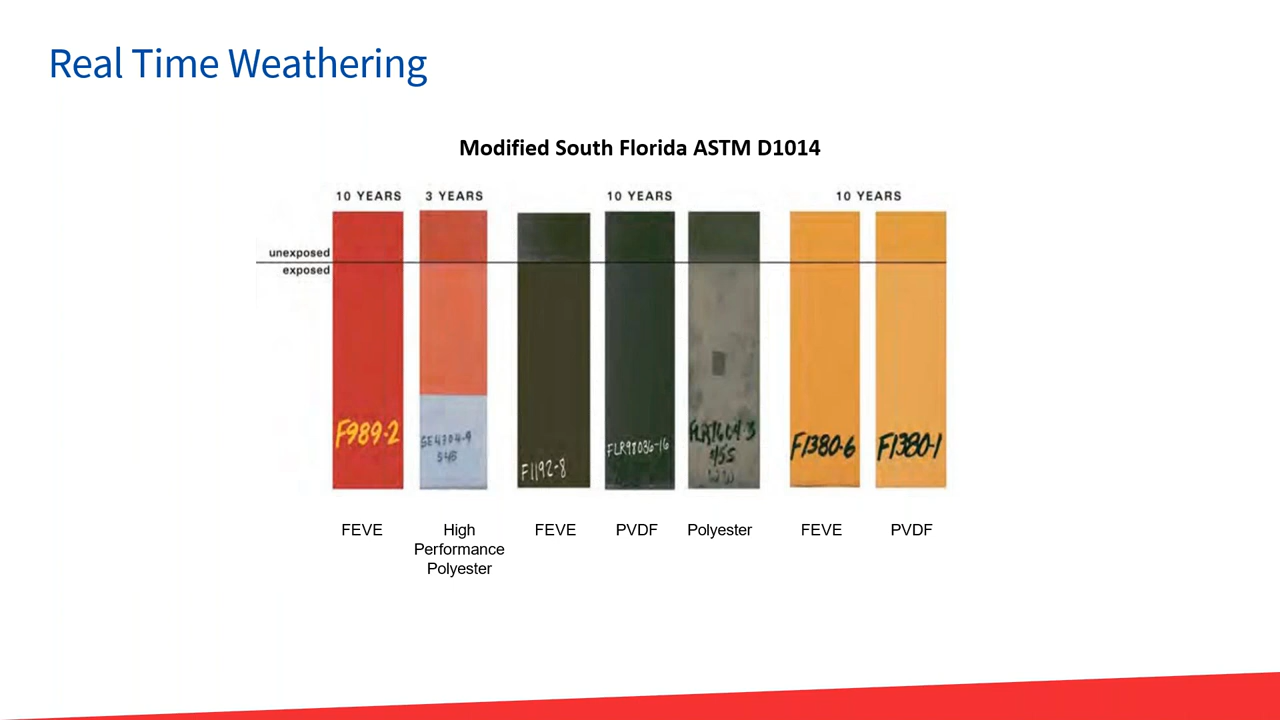 Real Time Weathering
Modified South Florida ASTM D1014
10 YEARS
3 YEARS
10 YEARS
10 YEARS
unexposed
exposed
F989-2
F1192-8
FLR98036-16
F1380-6
F1380-1
FEVE
High
Performance
Polyester
FEVE
PVDF
Polyester
FEVE
PVDF